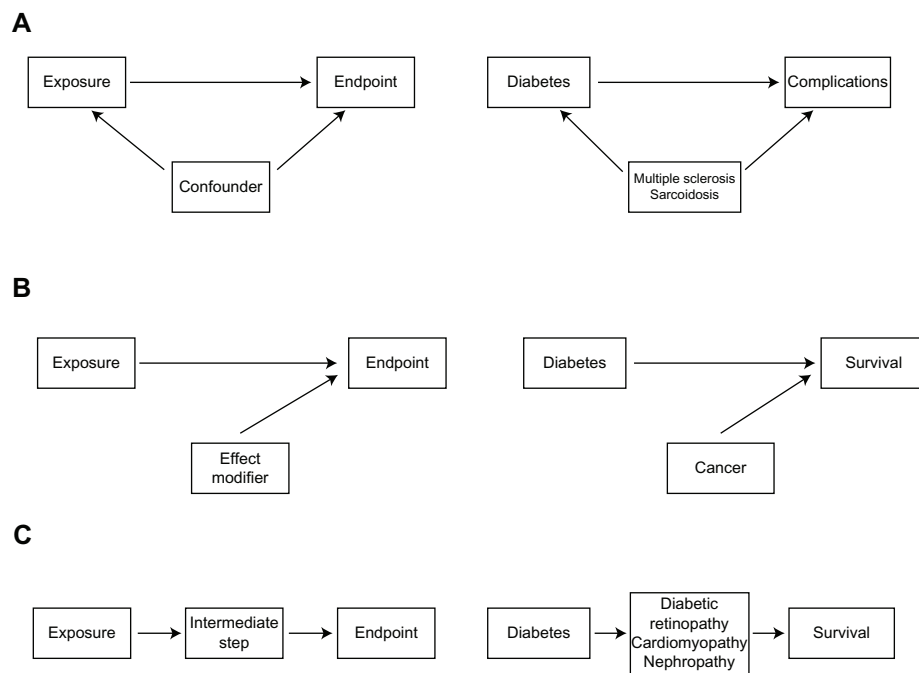 A
Exposure
Endpoint
Confounder
Diabetes
Complications
Multiple sclerosis
Sarcoidosis
B
Exposure
Endpoint
Effect
modifier
Diabetes
Survival
Cancer
C
Exposure
Intermediate
step
Endpoint
Diabetes
Diabetic
retinopathy
Cardiomyopathy
Nephropathy
Survival